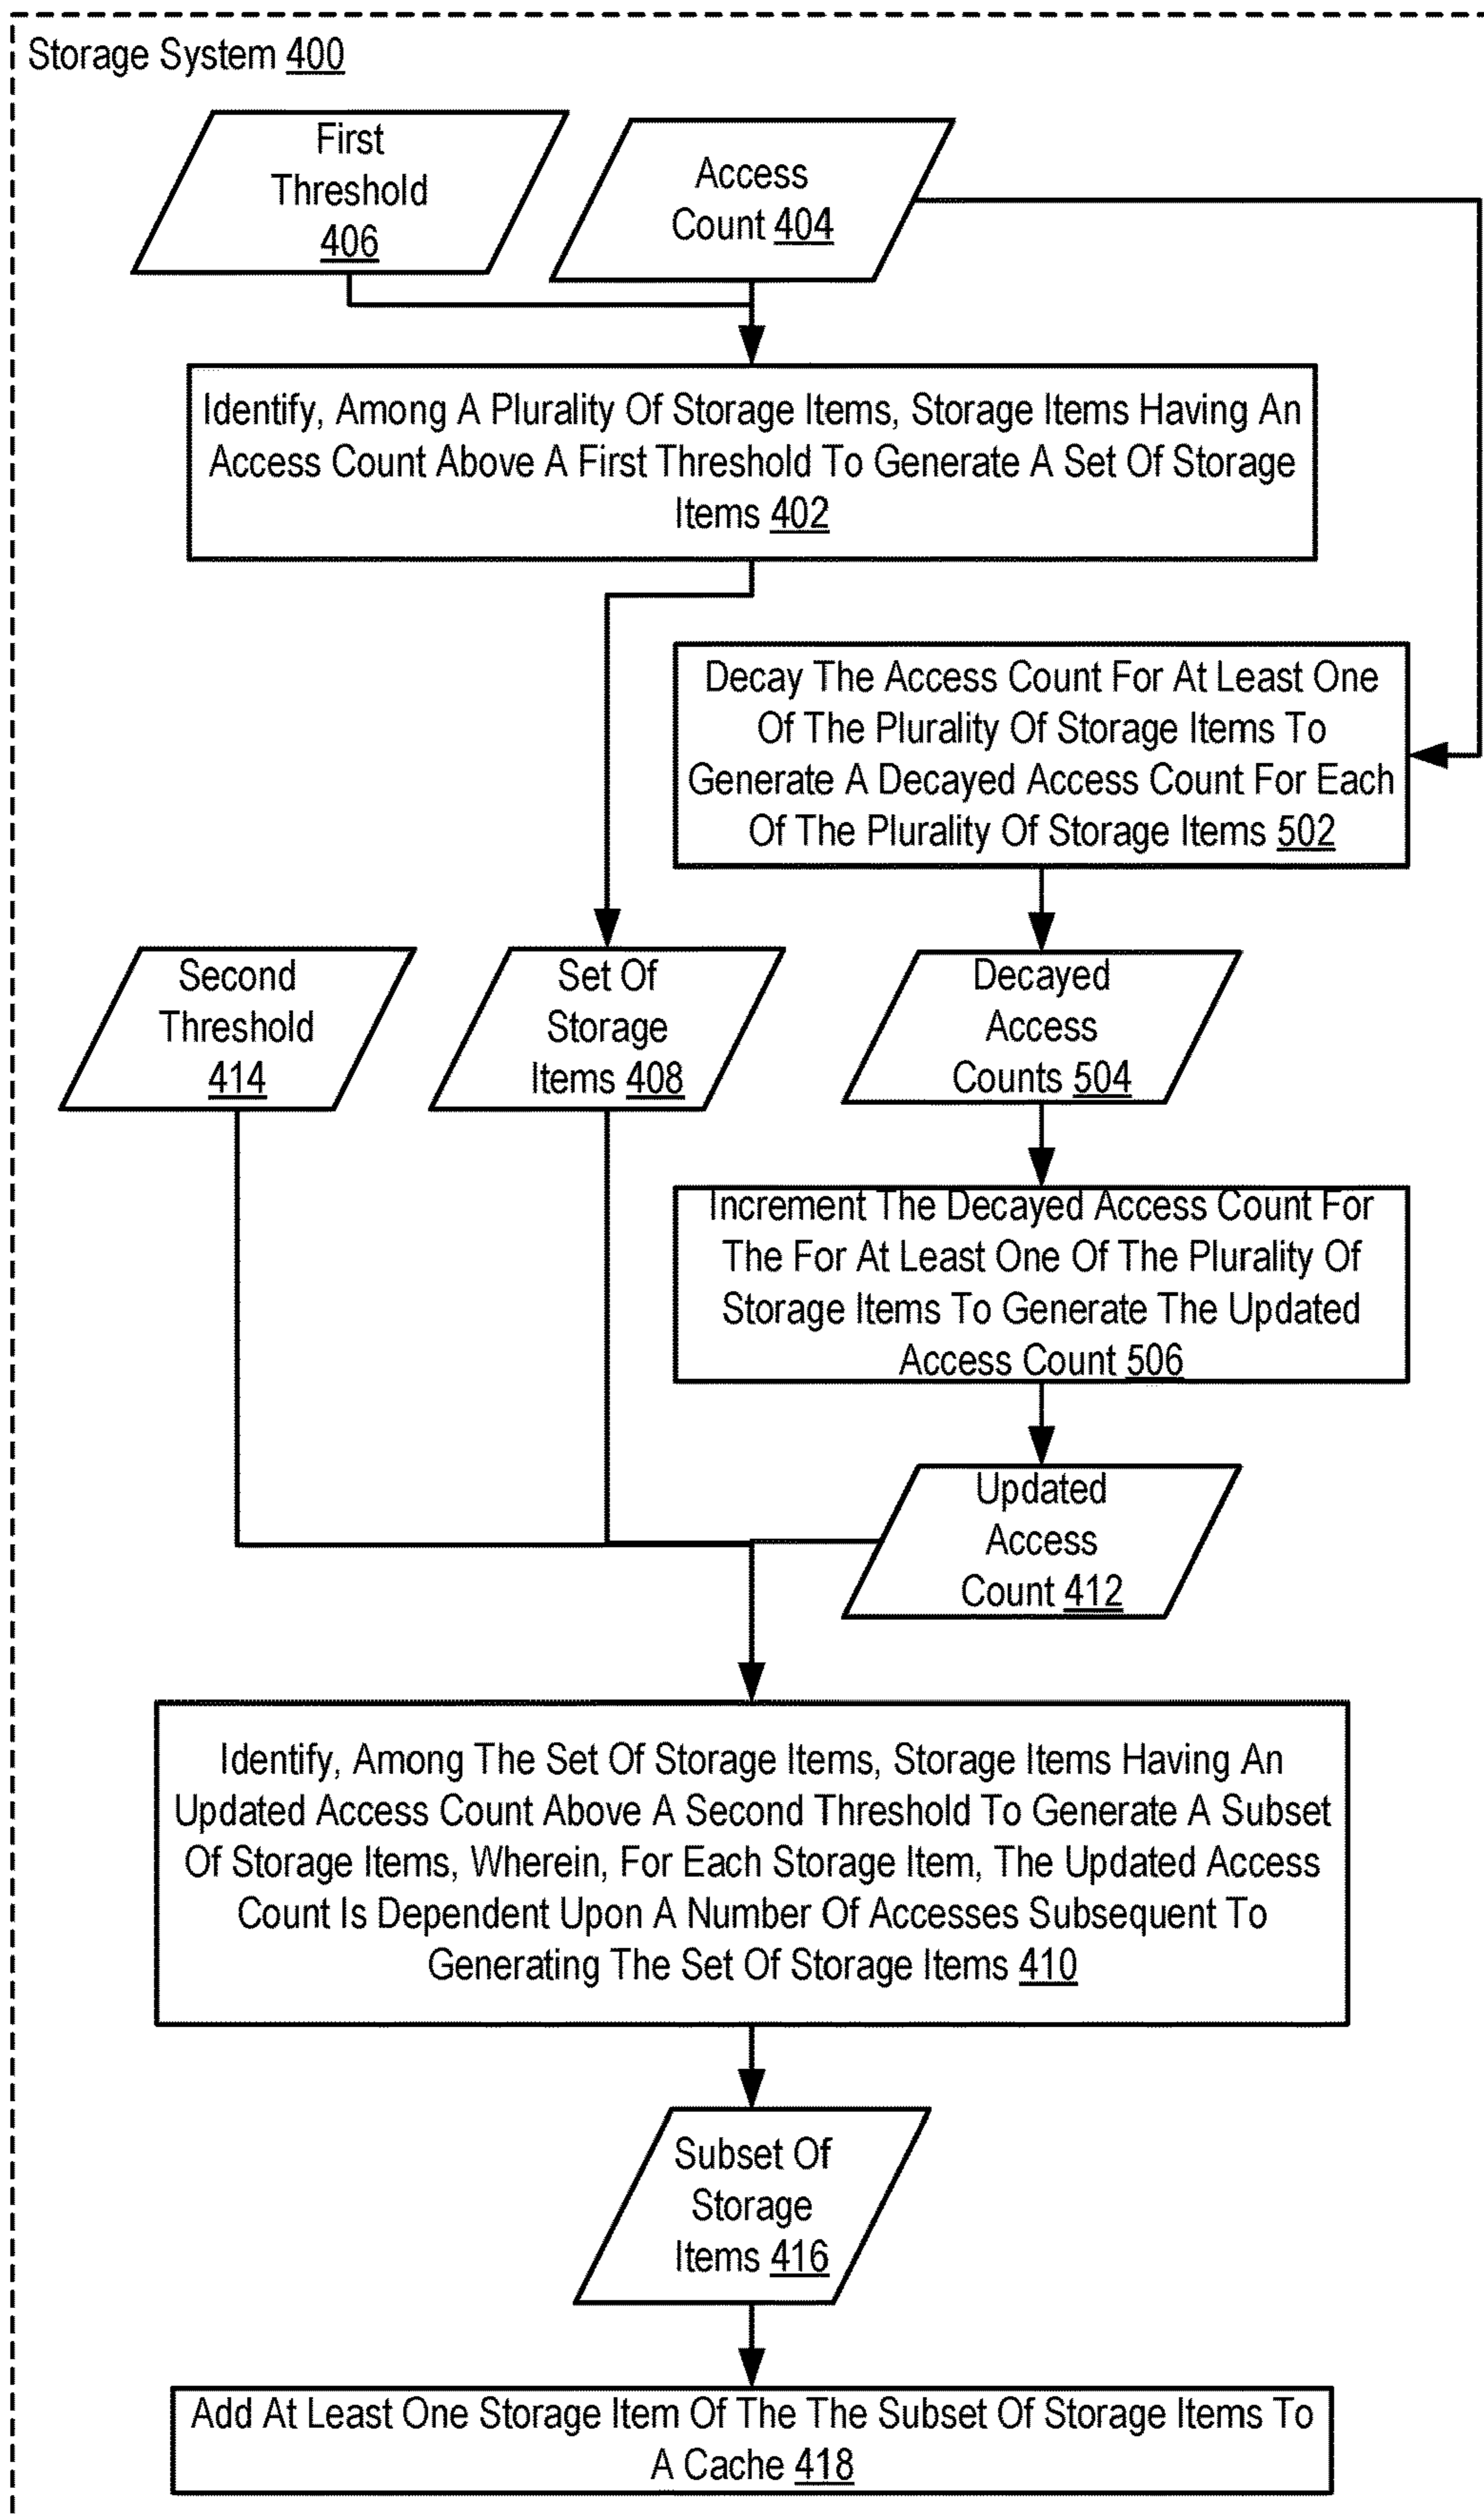 Storage System 400
First
Threshold
406
Access
Count 404
Identify, Among A Plurality Of Storage Items, Storage Items Having An
Access Count Above A First Threshold To Generate A Set Of Storage
Items 402
Decay The Access Count For At Least One
Of The Plurality Of Storage Items To
Generate A Decayed Access Count For Each
Of The Plurality Of Storage Items 502
Second
Threshold
414
Set Of
Storage
Items 408
Decayed
Access
Counts 504
Increment The Decayed Access Count For
The For At Least One Of The Plurality Of
Storage Items To Generate The Updated
Access Count 506
Updated
Access
Count 412
Identify, Among The Set Of Storage Items, Storage Items Having An
Updated Access Count Above A Second Threshold To Generate A Subset
Of Storage Items, Wherein, For Each Storage Item, The Updated Access
Count Is Dependent Upon A Number Of Accesses Subsequent To
Generating The Set Of Storage Items 410
Subset Of
Storage
Items 416
Add At Least One Storage Item Of The The Subset Of Storage Items To
A Cache 418